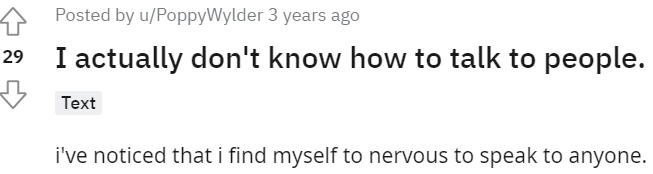 Posted by u/PoppyWylder 3 years ago
29
I actually don't know how to talk to people.
Text
i've noticed that i find myself to nervous to speak to anyone.